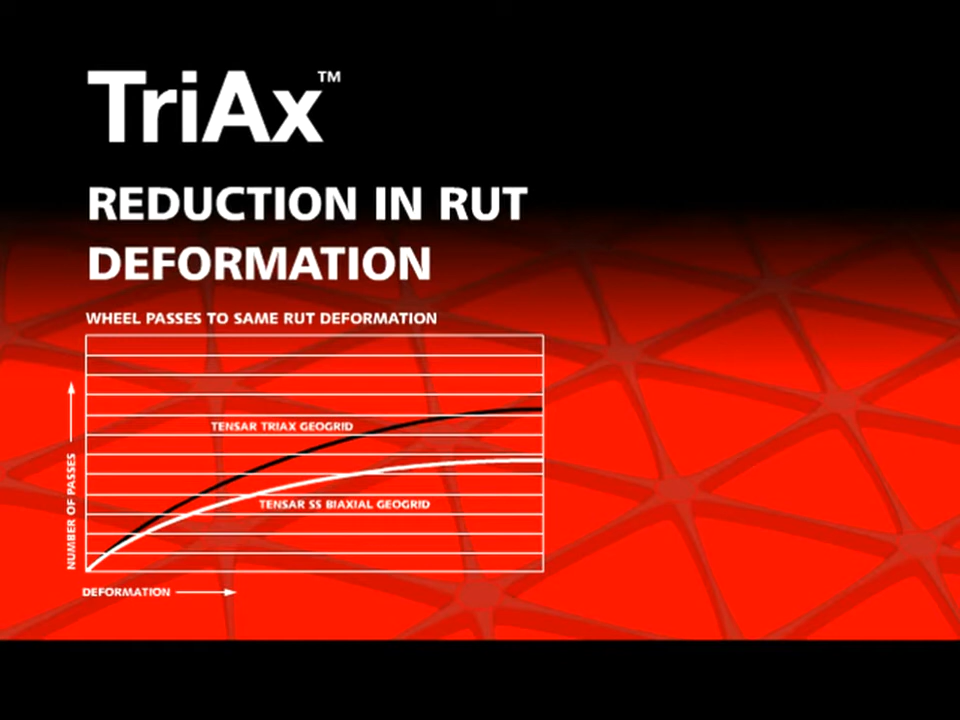 TriAx™
REDUCTION IN RUT
DEFORMATION
WHEEL PASSES TO SAME RUT DEFORMATION
TENSAR TRIAX GEOGRID
TENSAR SS BIAXIAL GEOGRID
NUMBER OF PASSES
DEFORMATION